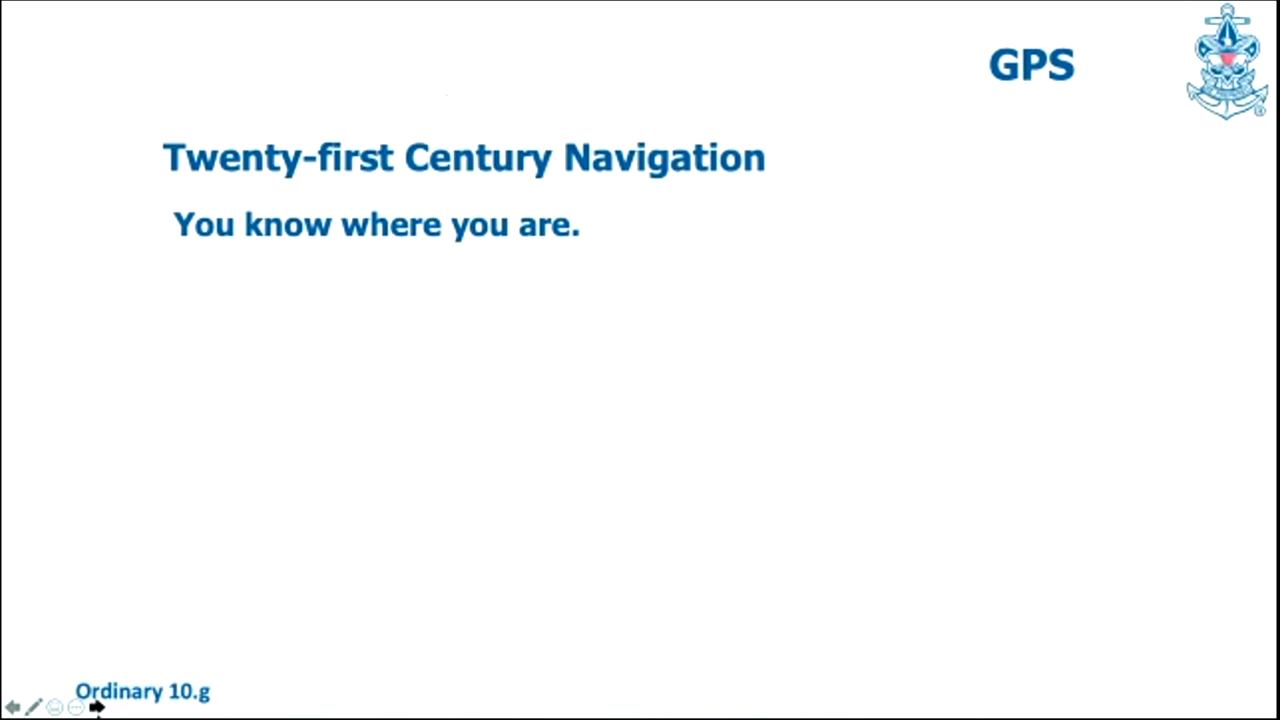 GPS
Twenty-first Century Navigation
You know where you are.
Ordinary 10.g